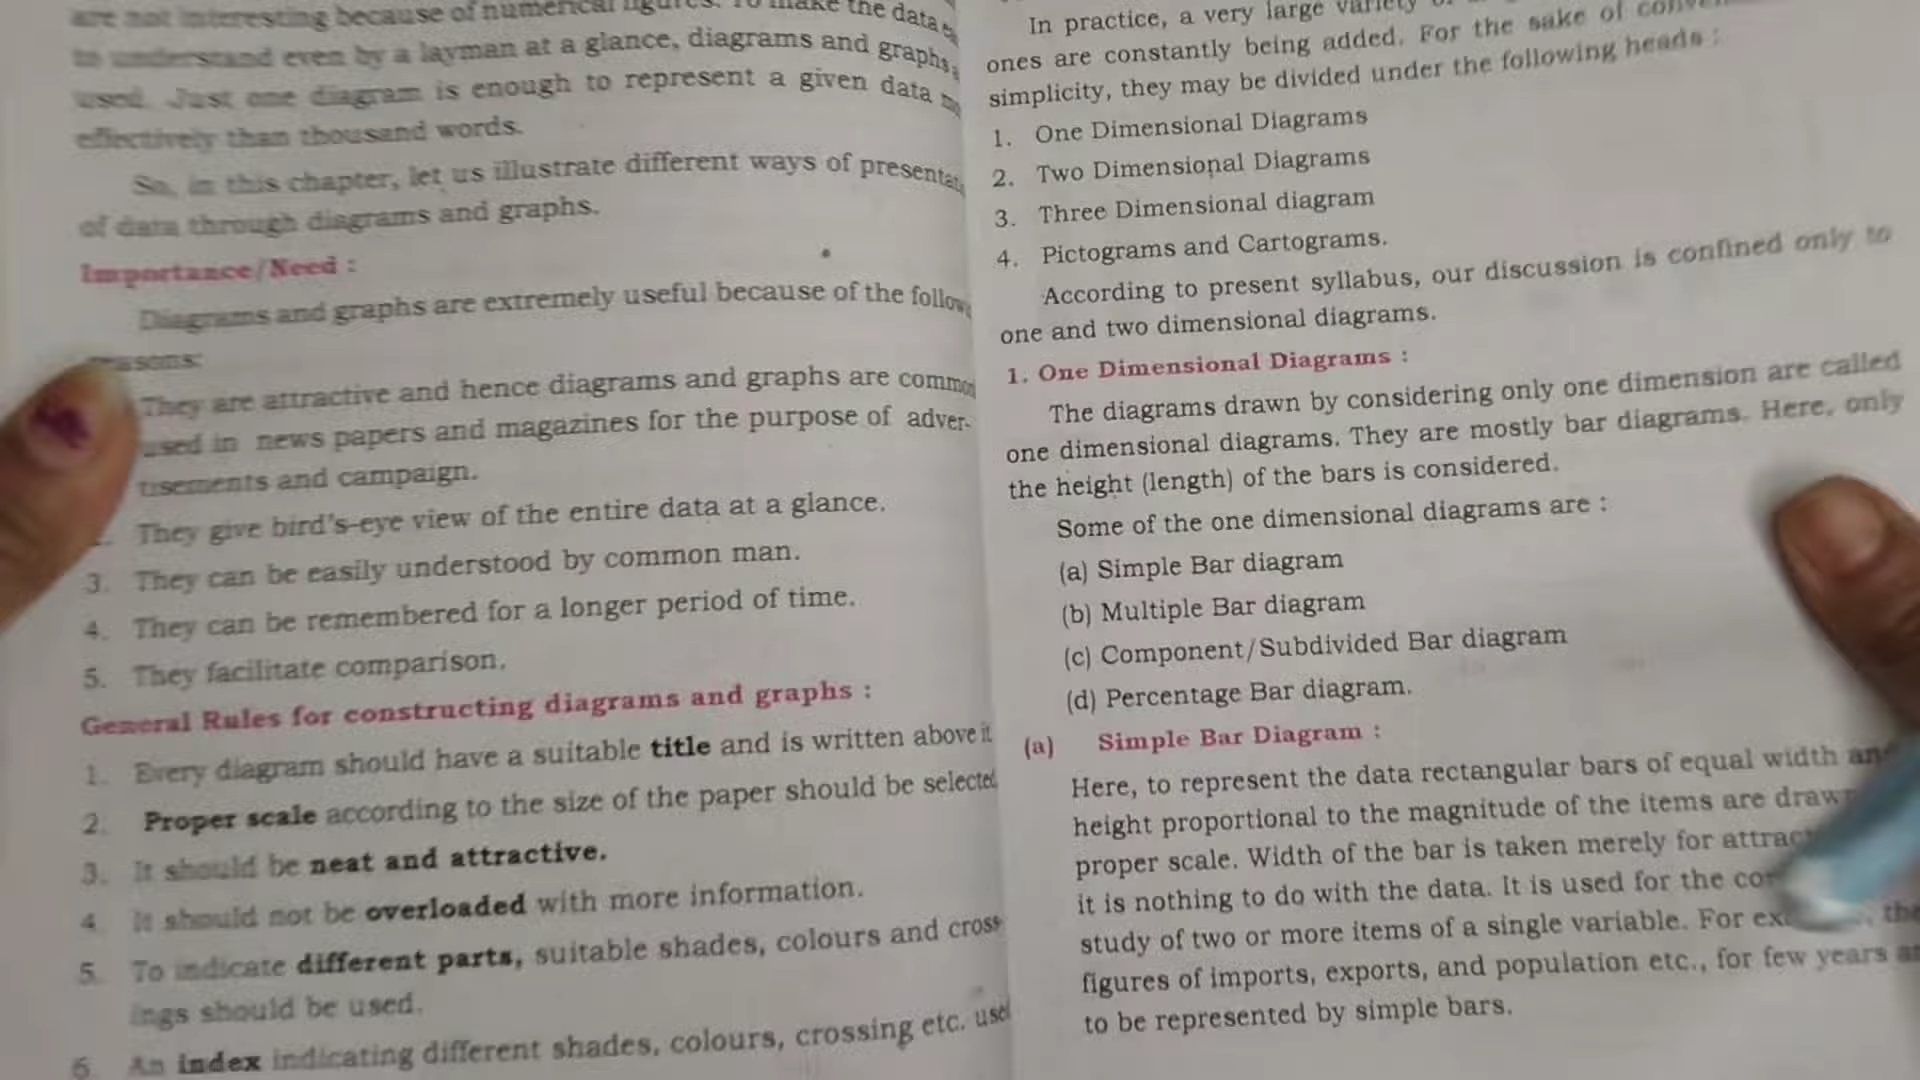 are not interesting because of numerical figures. To make the data
to understand even by a layman at a glance, diagrams and graphs
used. Just one diagram is enough to represent a given data
effectively than thousand words.
So, in this chapter, let us illustrate different ways of
of data through diagrams and graphs.
Importance/Need :
Diagrams and graphs are extremely useful because of the
They are attractive and hence diagrams and graphs are
used in news papers and magazines for the purpose of adver-
tisements and campaign.
They give bird's-eye view of the entire data at a glance.
3. They can be easily understood by common man.
4. They can be remembered for a longer period of time.
5. They facilitate comparison.
General Rules for constructing diagrams and graphs :
1. Every diagram should have a suitable title and is written above it
2. Proper scale according to the size of the paper should be selected
3. It should be neat and attractive.
4. It should not be overloaded with more information.
5. To indicate different parts, suitable shades, colours and cross-
ings should be used.
6. An index indicating different shades, colours, crossing etc. used
In practice, a very large variety
ones are constantly being added. For the sake of
simplicity, they may be divided under the following heads :
1. One Dimensional Diagrams
2. Two Dimensional Diagrams
3. Three Dimensional diagram
4. Pictograms and Cartograms.
According to present syllabus, our discussion is confined only to
one and two dimensional diagrams.
1. One Dimensional Diagrams :
The diagrams drawn by considering only one dimension are called
one dimensional diagrams. They are mostly bar diagrams. Here, only
the height (length) of the bars is considered.
Some of the one dimensional diagrams are :
(a) Simple Bar diagram
(b) Multiple Bar diagram
(c) Component/Subdivided Bar diagram
(d) Percentage Bar diagram.
(a) Simple Bar Diagram :
Here, to represent the data rectangular bars of equal width and
height proportional to the magnitude of the items are drawn
proper scale. Width of the bar is taken merely for
it is nothing to do with the data. It is used for the
study of two or more items of a single variable. For the
figures of imports, exports, and population etc., for few years
to be represented by simple bars.